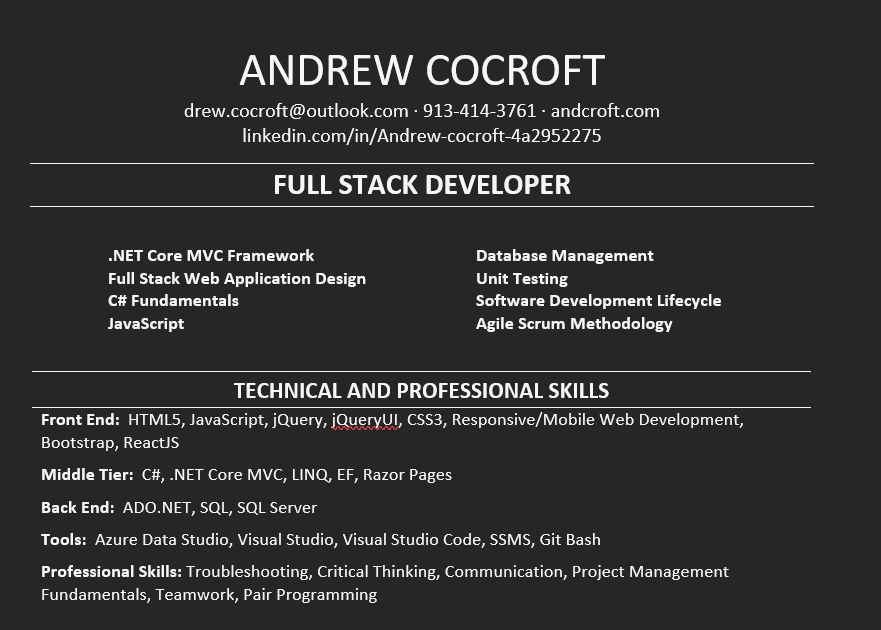 ANDREW COCROFT
drew.cocroft@outlook.com · 913-414-3761 · andcroft.com
linkedin.com/in/Andrew-cocroft-4a2952275
FULL STACK DEVELOPER
.NET Core MVC Framework
Full Stack Web Application Design
C# Fundamentals
JavaScript
Database Management
Unit Testing
Software Development Lifecycle
Agile Scrum Methodology
TECHNICAL AND PROFESSIONAL SKILLS
Front End: HTML5, JavaScript, jQuery, jQueryUI, CSS3, Responsive/Mobile Web Development,
Bootstrap, ReactJS
Middle Tier: C#, .NET Core MVC, LINQ, EF, Razor Pages
Back End: ADO.NET, SQL, SQL Server
Tools: Azure Data Studio, Visual Studio, Visual Studio Code, SSMS, Git Bash
Professional Skills: Troubleshooting, Critical Thinking, Communication, Project Management
Fundamentals, Teamwork, Pair Programming